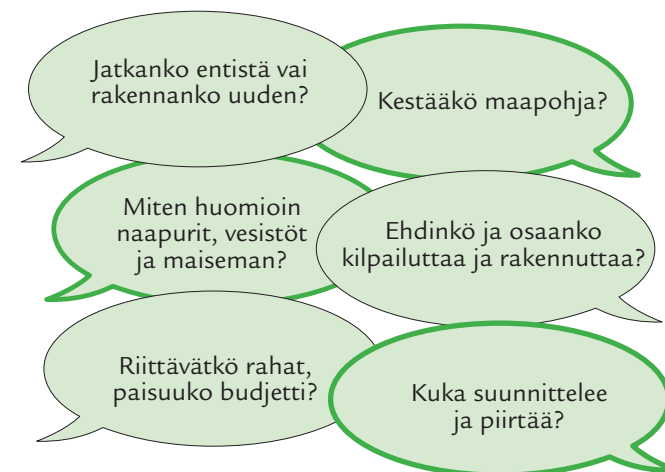 Jatkanko entistä vai
rakennanko uuden?
Kestääkö maapohja?
Miten huomioin
naapurit, vesistöt
ja maiseman?
Ehdinkö ja osaanko
kilpailuttaa ja rakennuttaa?
Riittävätkö rahat,
paisuuko budjetti?
Kuka suunnittelee
ja piirtää?